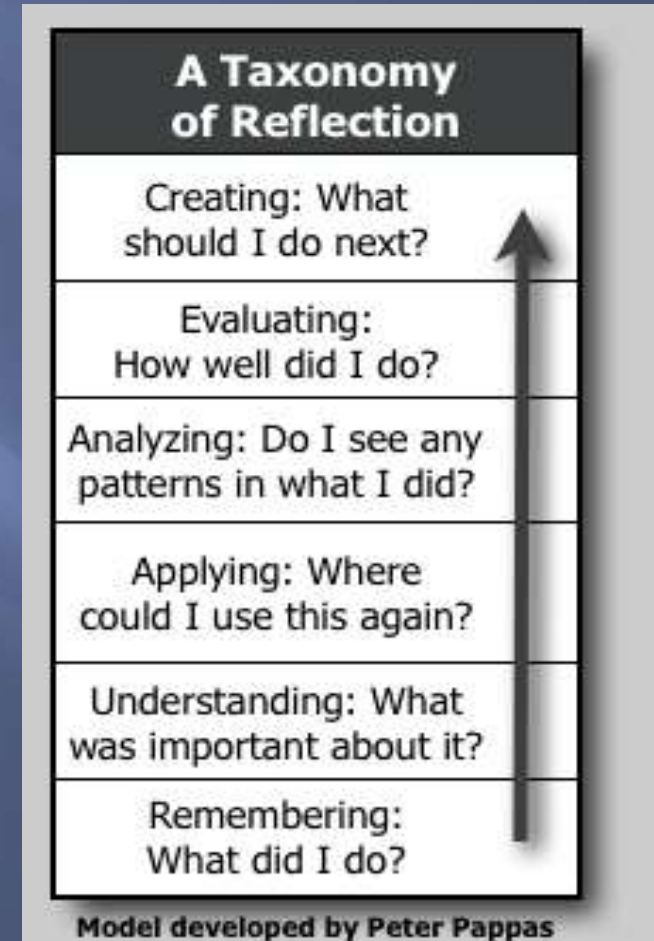 A Taxonomy
of Reflection
Creating: What
should I do next?
Evaluating:
How well did I do?
Analyzing: Do I see any
patterns in what I did?
Applying: Where
could I use this again?
Understanding: What
was important about it?
Remembering:
What did I do?
Model developed by Peter Pappas